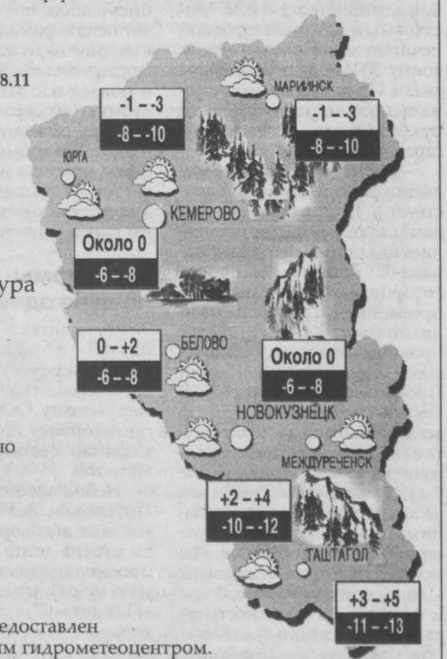 8.11
МАРИИНСК
-1 – -3
-8 – -10
-1 – -3
-8 – -10
ЮРГА
КЕМЕРОВО
Около 0
-6 – -8
ура
0 – +2
-6 – -8
БЕЛОВО
Около 0
-6 – -8
НОВОКУЗНЕЦК
но
МЕЖДУРЕЧЕНСК
+2 – +4
-10 – -12
ТАШТАГОЛ
+3 – +5
-11 – -13
едоставлен
им гидрометеоцентром.